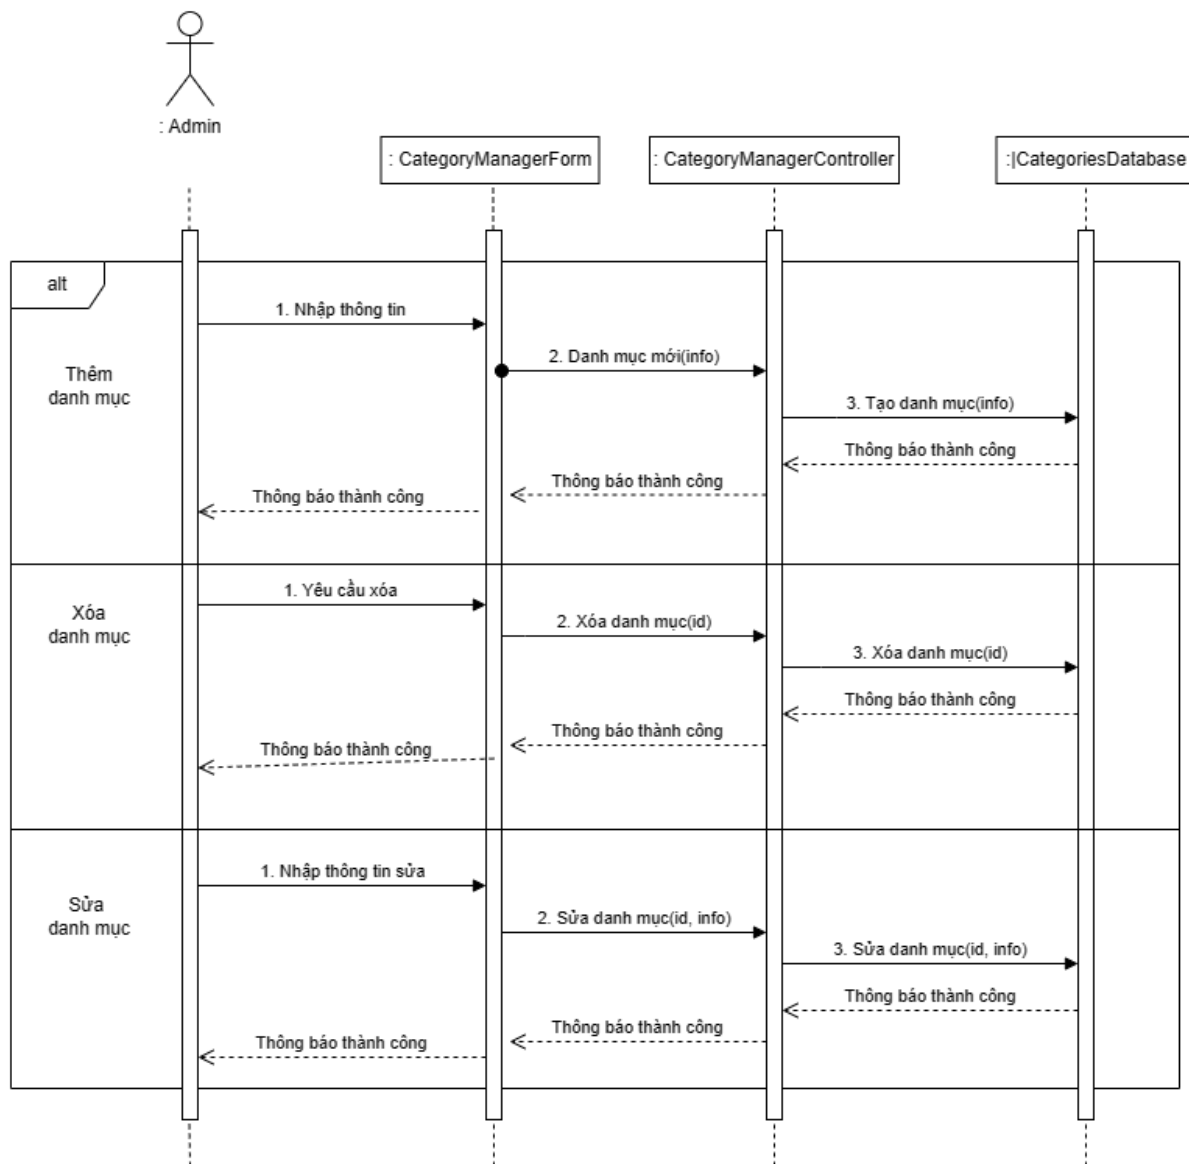 : Admin
: CategoryManagerForm
: CategoryManagerController
:|CategoriesDatabase
alt
1. Nhập thông tin
2. Danh mục mới(info)
Thêm
danh mục
3. Tạo danh mục(info)
Thông báo thành công
Thông báo thành công
Thông báo thành công
1. Yêu cầu xóa
Xóa
danh mục
2. Xóa danh mục(id)
3. Xóa danh mục(id)
Thông báo thành công
Thông báo thành công
Thông báo thành công
1. Nhập thông tin sửa
Sửa
danh mục
2. Sửa danh mục(id, info)
3. Sửa danh mục(id, info)
Thông báo thành công
Thông báo thành công
Thông báo thành công